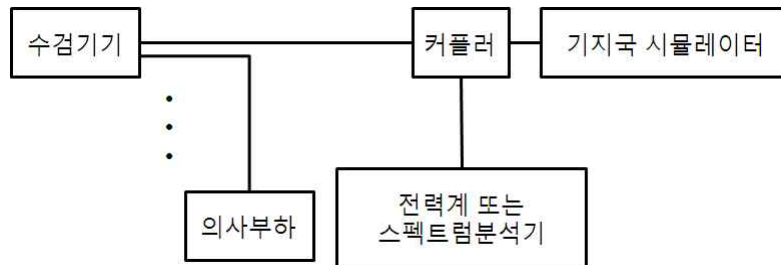 수검기기
커플러
기지국 시뮬레이터
의사부하
전력계 또는
스펙트럼분석기